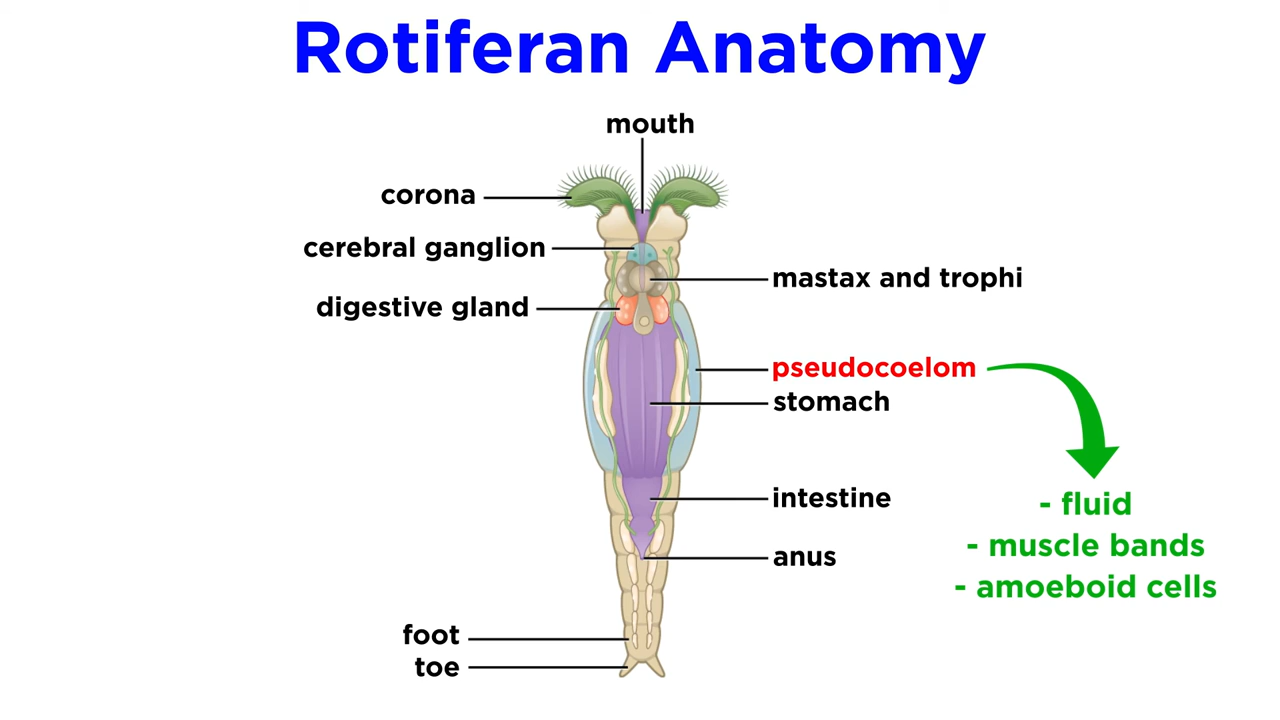 Rotiferan Anatomy
mouth
corona
cerebral ganglion
mastax and trophi
digestive gland
pseudocoelom
stomach
intestine
- fluid
- muscle bands
anus
- amoeboid cells
foot
toe